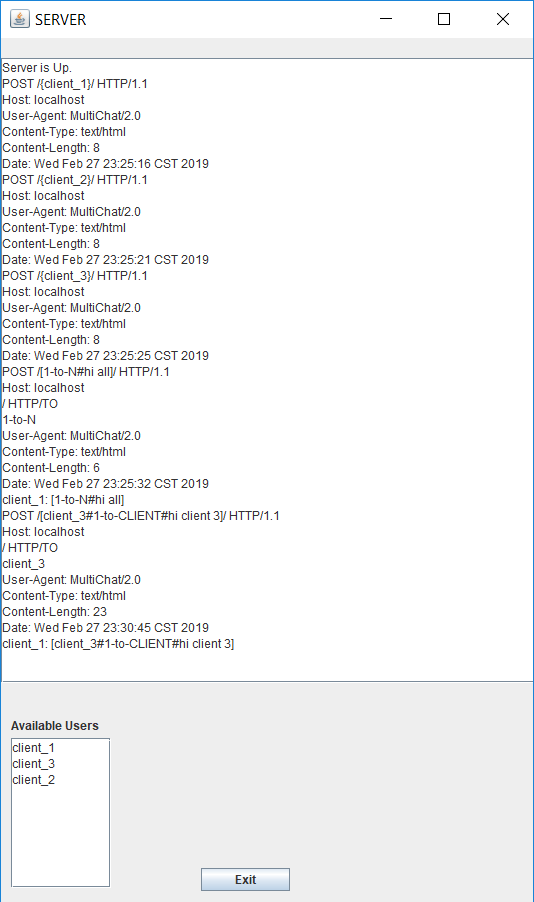 SERVER
Server is Up.
POST /{client_1}/ HTTP/1.1
Host: localhost
User-Agent: MultiChat/2.0
Content-Type: text/html
Content-Length: 8
Date: Wed Feb 27 23:25:16 CST 2019
POST /{client_2}/ HTTP/1.1
Host: localhost
User-Agent: MultiChat/2.0
Content-Type: text/html
Content-Length: 8
Date: Wed Feb 27 23:25:21 CST 2019
POST /{client_3}/ HTTP/1.1
Host: localhost
User-Agent: MultiChat/2.0
Content-Type: text/html
Content-Length: 8
Date: Wed Feb 27 23:25:25 CST 2019
POST /[1-to-N#hi all]/ HTTP/1.1
Host: localhost
/ HTTP/TO
1-to-N
User-Agent: MultiChat/2.0
Content-Type: text/html
Content-Length: 6
Date: Wed Feb 27 23:25:32 CST 2019
client_1: [1-to-N#hi all]
POST /[client_3#1-to-CLIENT#hi client 3]/ HTTP/1.1
Host: localhost
/ HTTP/TO
client_3
User-Agent: MultiChat/2.0
Content-Type: text/html
Content-Length: 23
Date: Wed Feb 27 23:30:45 CST 2019
client_1: [client_3#1-to-CLIENT#hi client 3]
Available Users
client_1
client_3
client_2
Exit